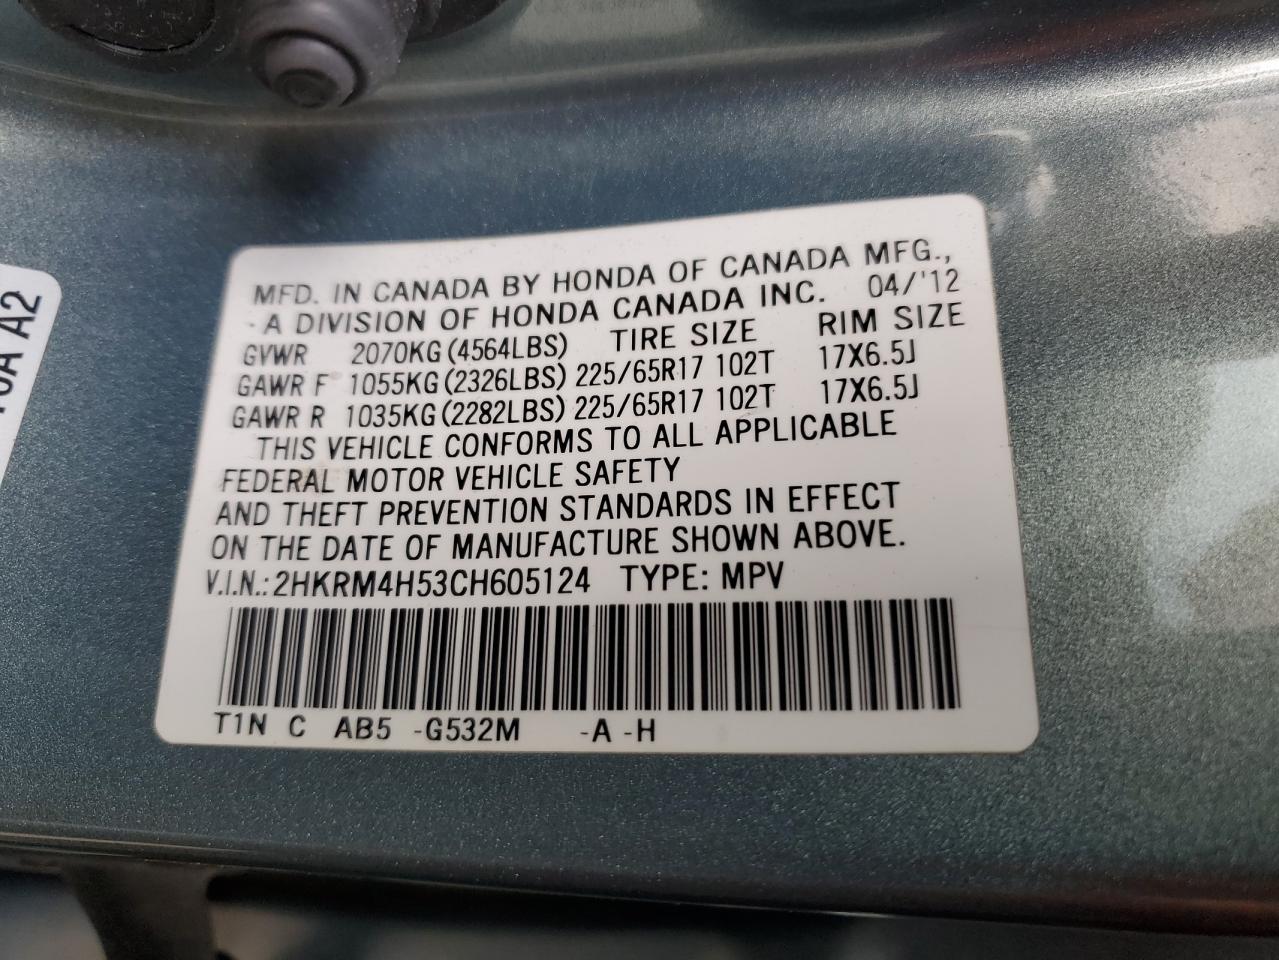 MFD. IN CANADA BY HONDA OF CANADA MFG.,
A DIVISION OF HONDA CANADA INC. 04/'12
GVWR 2070KG(4564LBS) TIRE SIZE RIM SIZE
GAWR F 1055KG(2326LBS) 225/65R17 102T 17X6.5J
GAWR R 1035KG(2282LBS) 225/65R17 102T 17X6.5J
THIS VEHICLE CONFORMS TO ALL APPLICABLE
FEDERAL MOTOR VEHICLE SAFETY
AND THEFT PREVENTION STANDARDS IN EFFECT
ON THE DATE OF MANUFACTURE SHOWN ABOVE.
V.I.N.:2HKRM4H53CH605124 TYPE: MPV
T1N C AB5 -G532M -A -H
A2